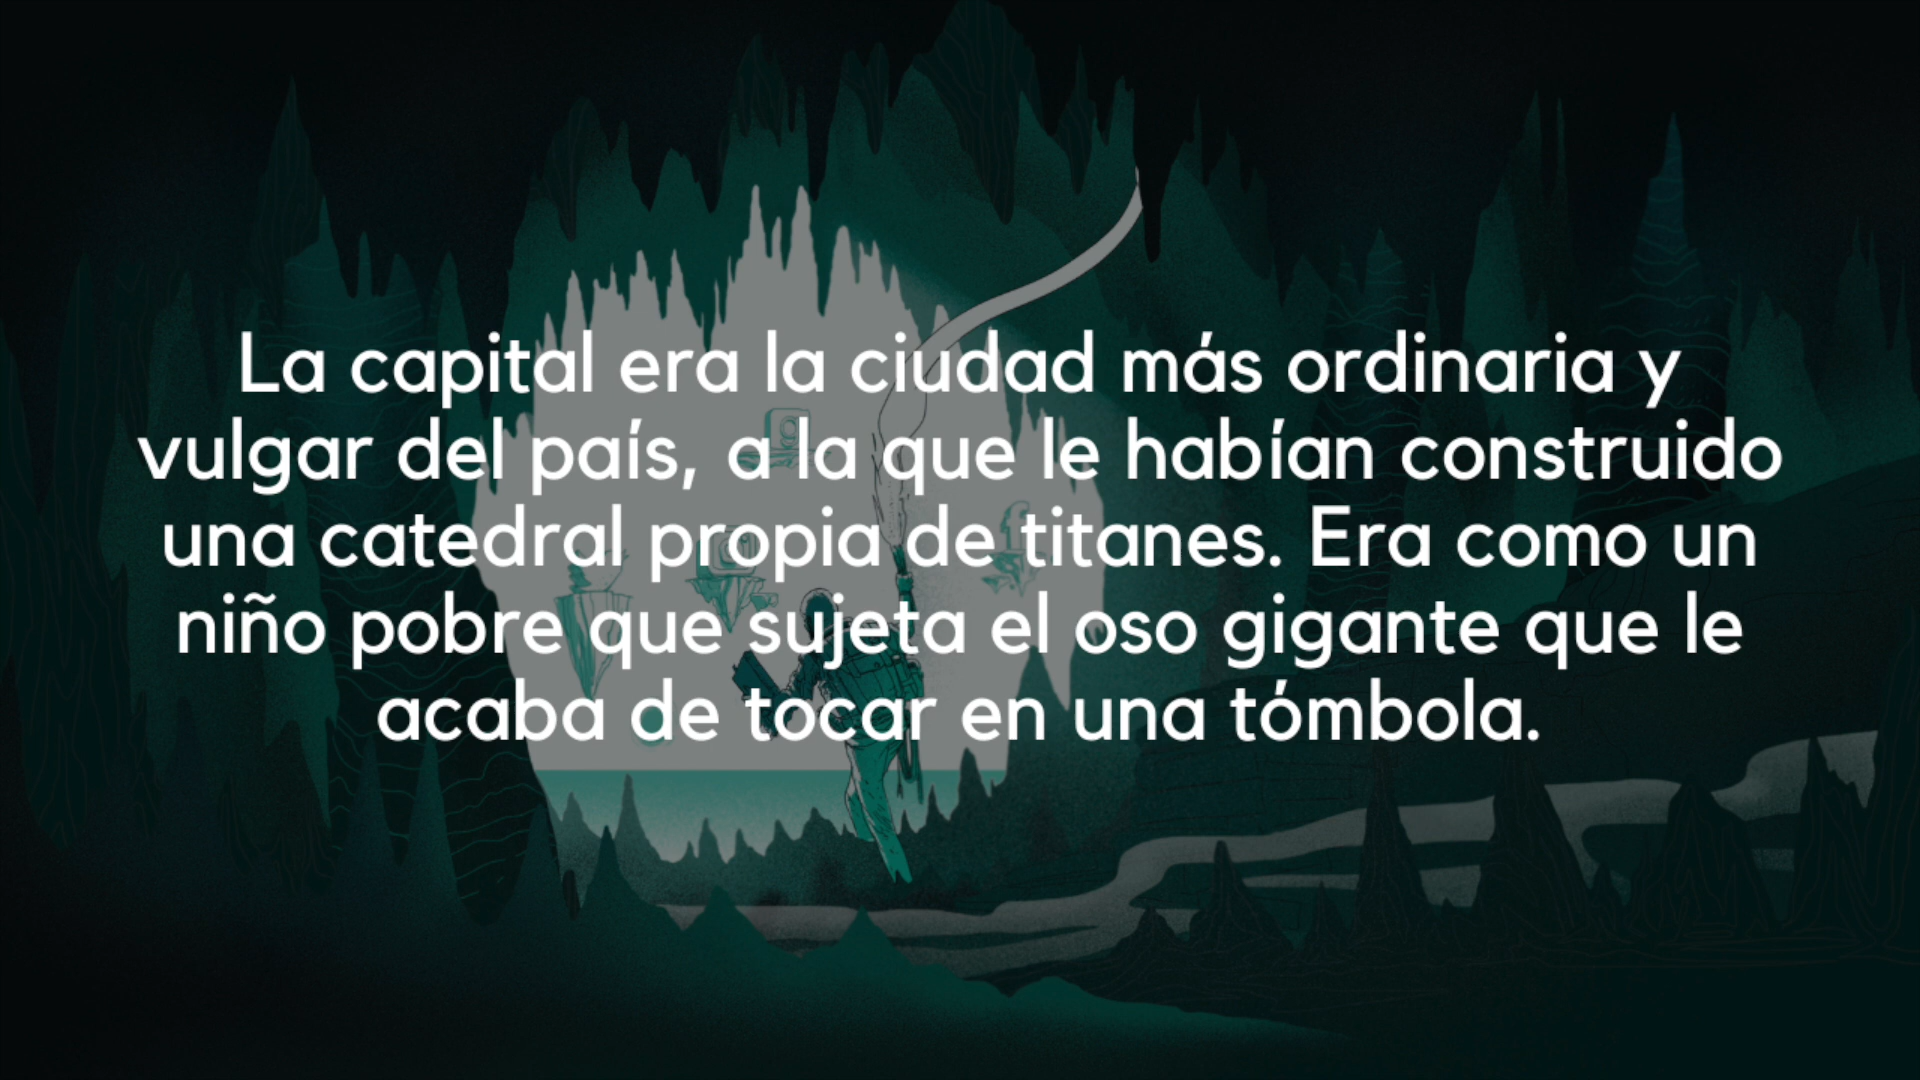 La capital era la ciudad más ordinaria y
vulgar del país, a la que le habían construido
una catedral propia de titanes. Era como un
niño pobre que sujeta el oso gigante que le
acaba de tocar en una tómbola.